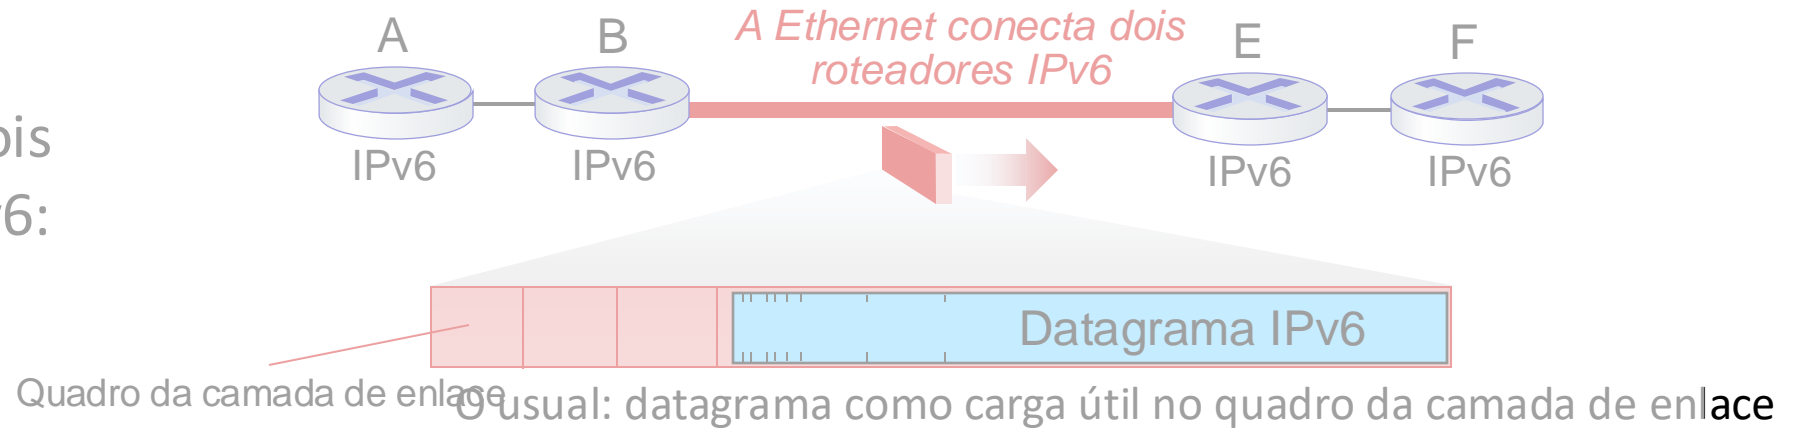 A
B
A Ethernet conecta dois
roteadores IPv6
E
F
IPv6
IPv6
IPv6
IPv6
6:
Datagrama IPv6
Quadro da camada de enlace
O usual: datagrama como carga útil no quadro da camada de enlace